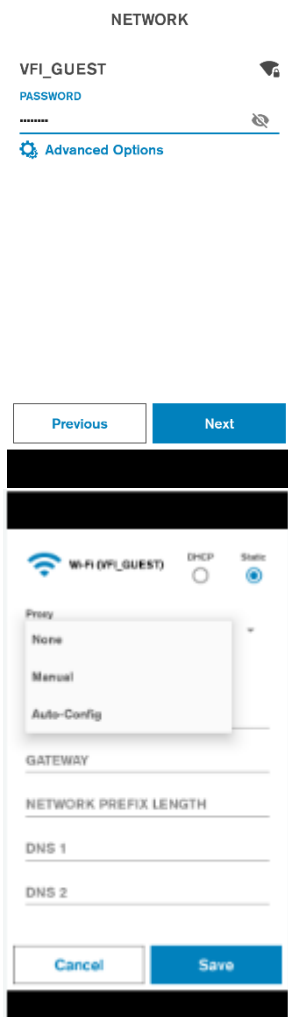 NETWORK
VFI_GUEST
PASSWORD
••••••••
Advanced Options
Previous
Next
Wi-Fi (VFI_GUEST)
DHCP
Static
Proxy
None
Manual
Auto-Config
GATEWAY
NETWORK PREFIX LENGTH
DNS 1
DNS 2
Cancel
Save